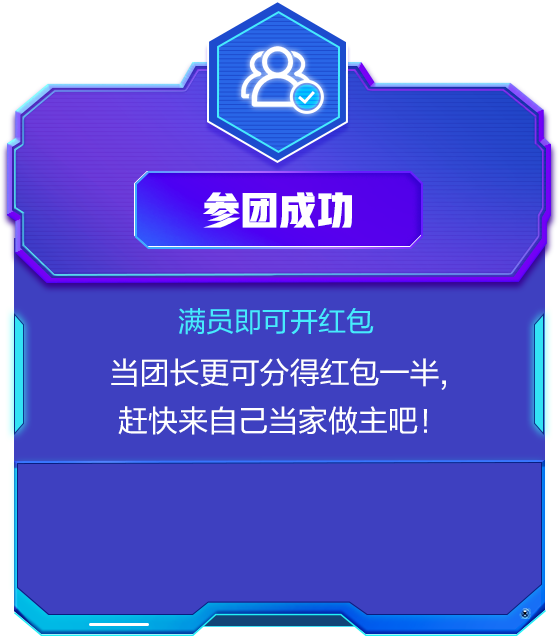 参团成功
满员即可开红包
当团长更可分得红包一半,
赶快来自己当家做主吧！